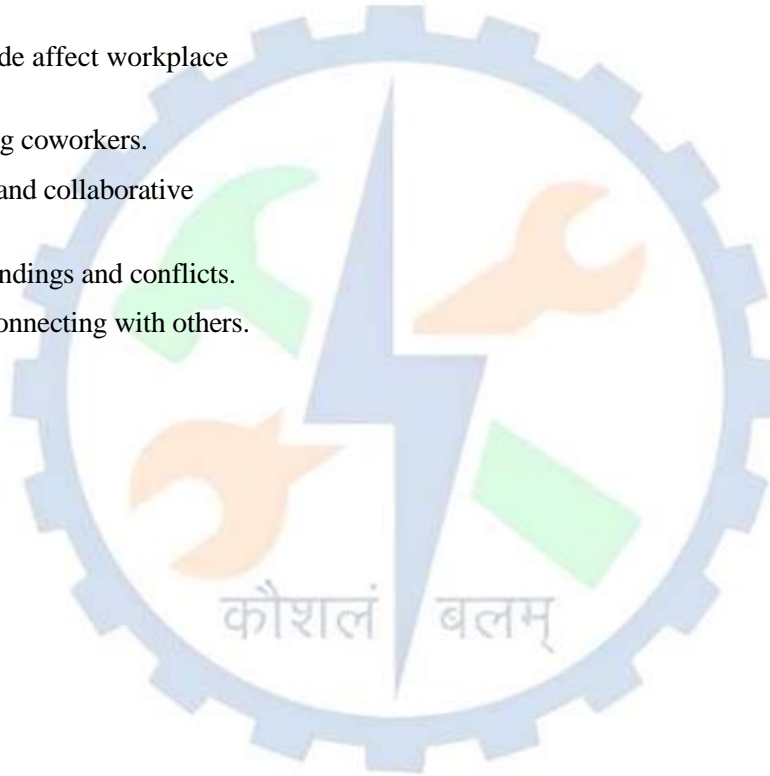 de affect workplace
g coworkers.
and collaborative
ndings and conflicts.
onnecting with others.
कौशलं बलम्